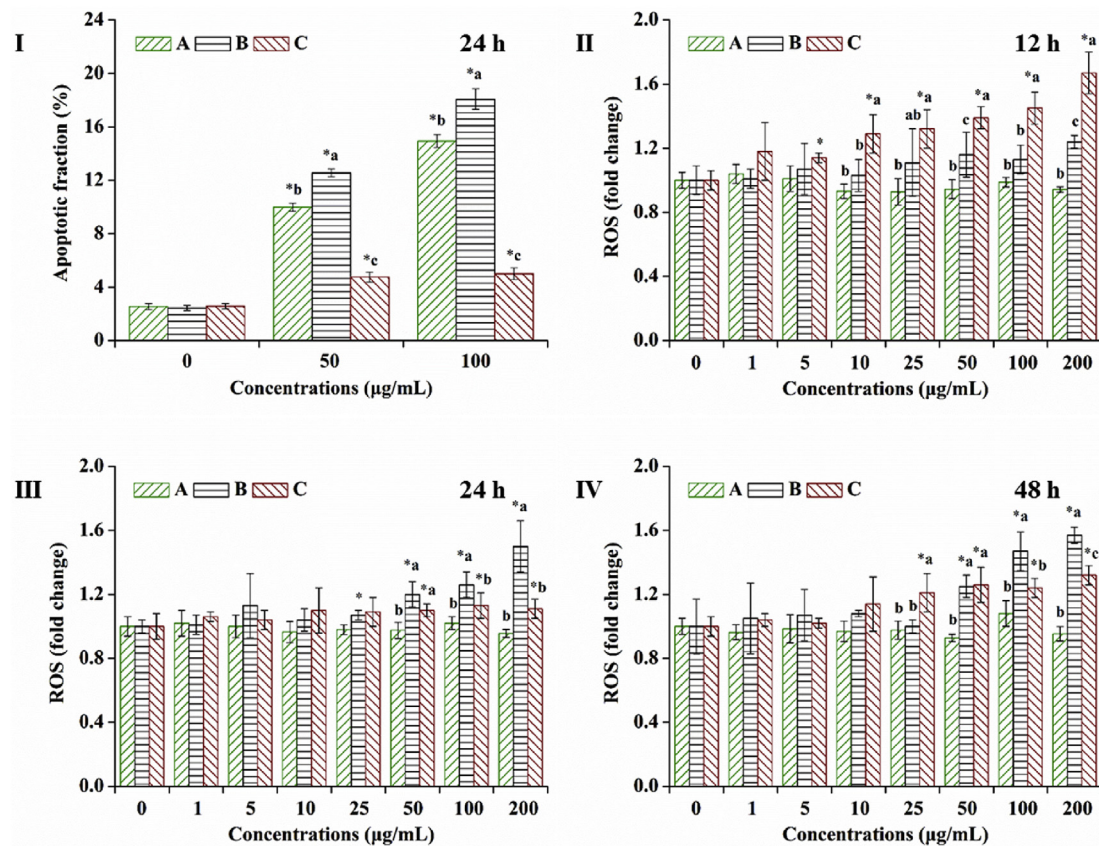 I
A B C 24 h
24
20
16
12
8
4
0
Apoptotic fraction (%)
*b *a *c
*b *a *c
0 50 100
Concentrations (µg/mL)
II
A B C 12 h
2.0
1.6
1.2
0.8
0.4
0.0
ROS (fold change)
*
b *a
b ab *a
b c *a
b b *a
b c *a
0 1 5 10 25 50 100 200
Concentrations (µg/mL)
III
A B C 24 h
2.0
1.6
1.2
0.8
0.4
0.0
ROS (fold change)
*
b *a *a
b *a *b
b *a *b
0 1 5 10 25 50 100 200
Concentrations (µg/mL)
IV
A B C 48 h
2.0
1.6
1.2
0.8
0.4
0.0
ROS (fold change)
b b *a
b *a *a
b *a *b
b *a *c
0 1 5 10 25 50 100 200
Concentrations (µg/mL)